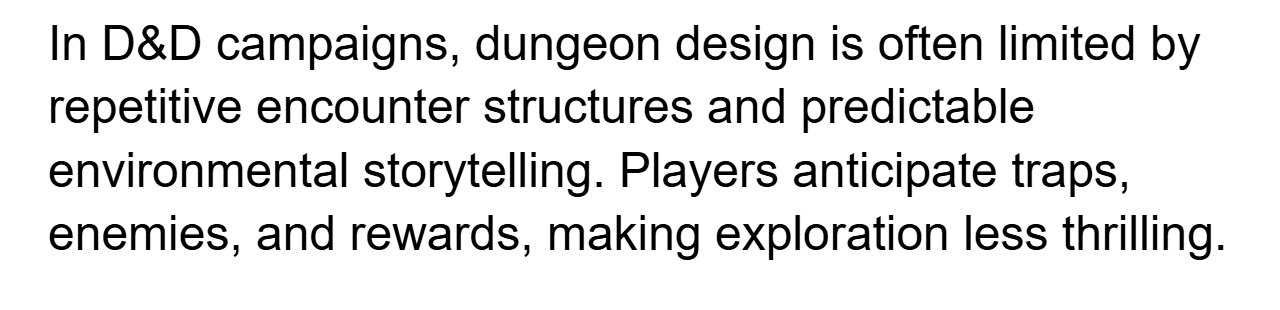 In D&D campaigns, dungeon design is often limited by
repetitive encounter structures and predictable
environmental storytelling. Players anticipate traps,
enemies, and rewards, making exploration less thrilling.